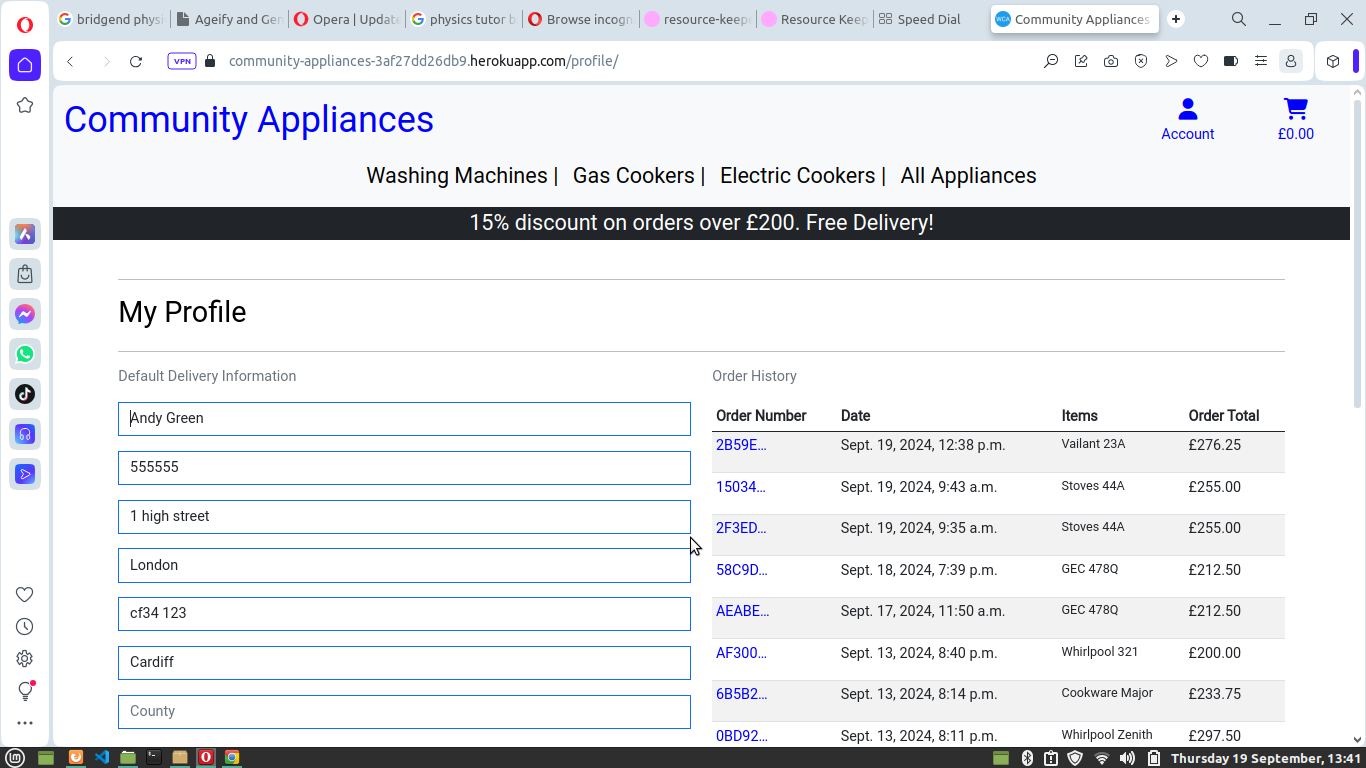 bridgend physi
Ageify and Gen
Opera | Update
physics tutor b
Browse incogn
resource-keepe
Resource Keep
Speed Dial
WCA Community Appliances
VPN community-appliances-3af27dd26db9.herokuapp.com/profile/
Community Appliances
Account
£0.00
Washing Machines | Gas Cookers | Electric Cookers | All Appliances
15% discount on orders over £200. Free Delivery!
My Profile
Default Delivery Information
Andy Green
555555
1 high street
London
cf34 123
Cardiff
County
Order History
Order Number Date Items Order Total
2B59E… Sept. 19, 2024, 12:38 p.m. Vailant 23A £276.25
15034… Sept. 19, 2024, 9:43 a.m. Stoves 44A £255.00
2F3ED… Sept. 19, 2024, 9:35 a.m. Stoves 44A £255.00
58C9D… Sept. 18, 2024, 7:39 p.m. GEC 478Q £212.50
AEABE… Sept. 17, 2024, 11:50 a.m. GEC 478Q £212.50
AF300… Sept. 13, 2024, 8:40 p.m. Whirlpool 321 £200.00
6B5B2… Sept. 13, 2024, 8:14 p.m. Cookware Major £233.75
0BD92… Sept. 13, 2024, 8:11 p.m. Whirlpool Zenith £297.50
Thursday 19 September, 13:41